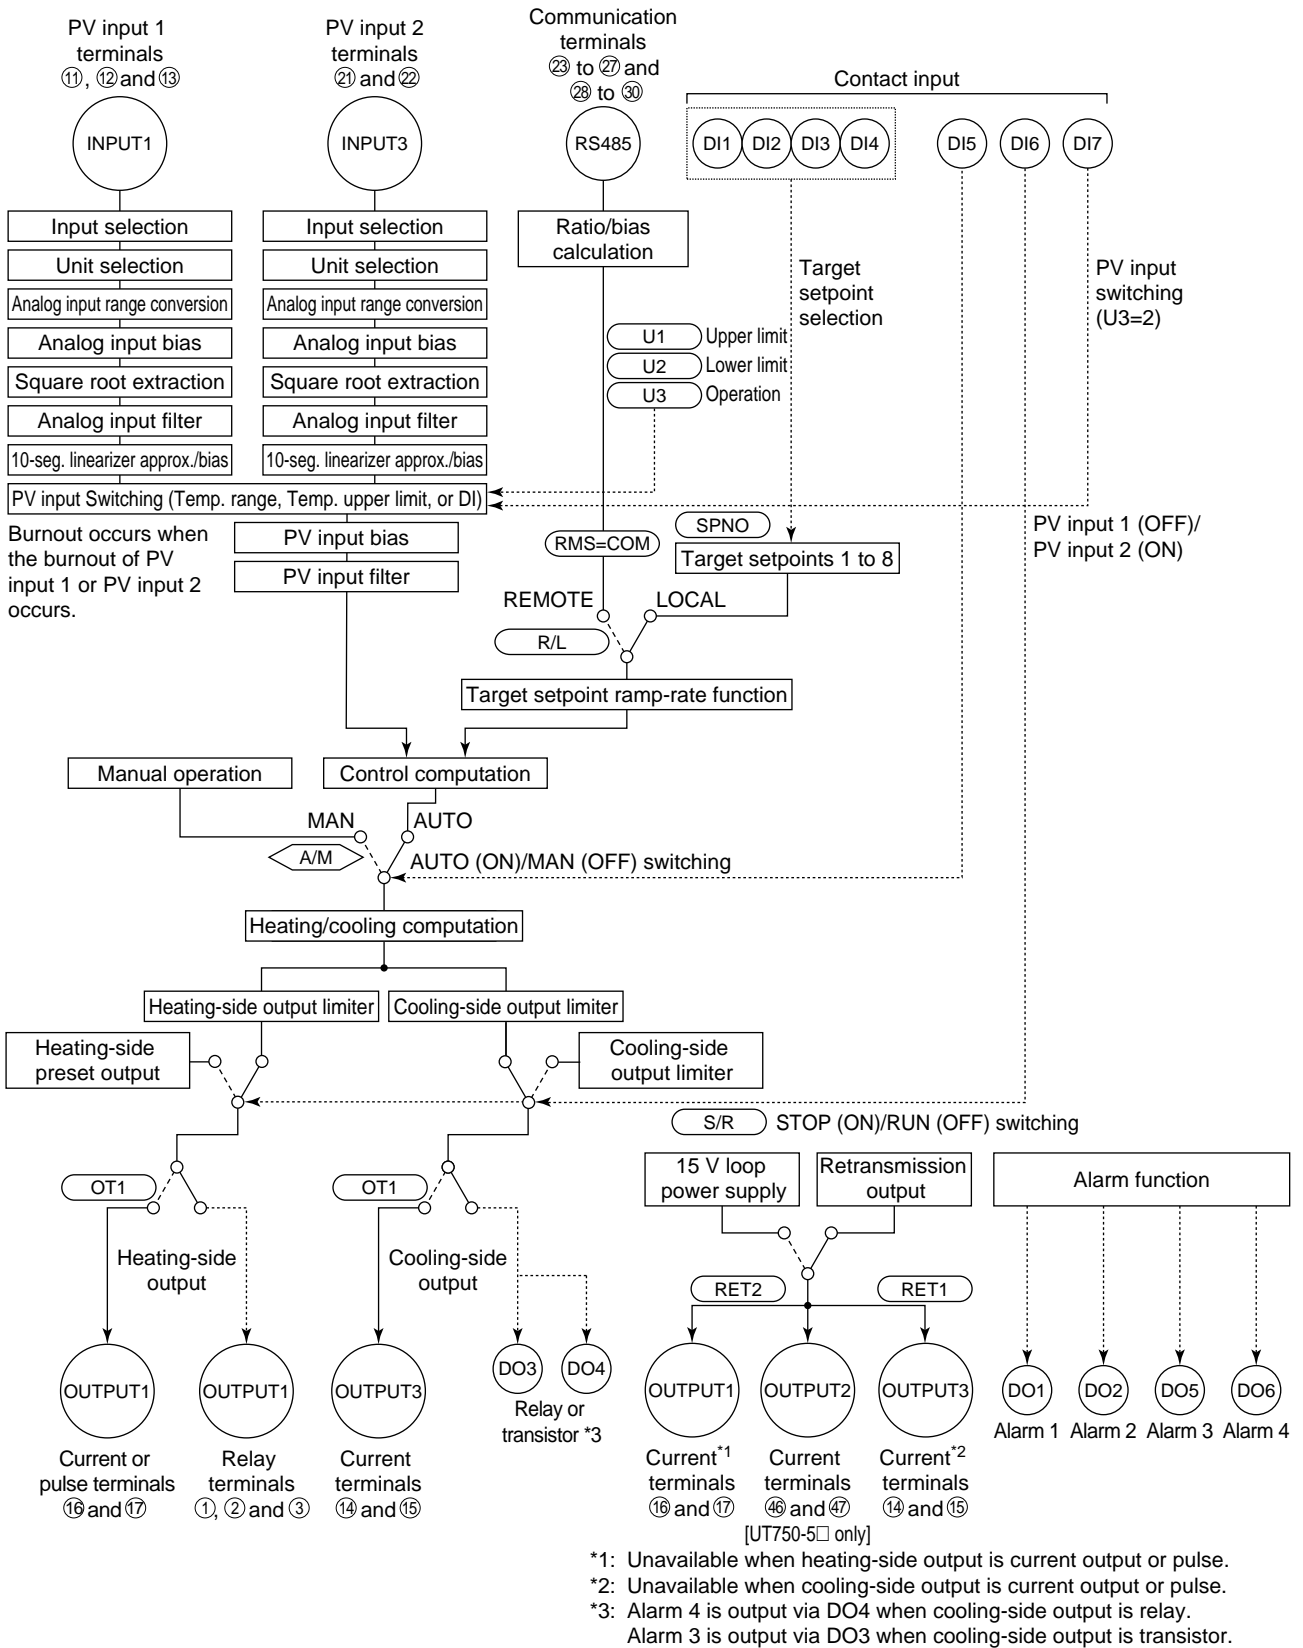 PV input 1
terminals
⑪, ⑫ and ⑬
PV input 2
terminals
㉑ and ㉒
Communication
terminals
㉓ to ㉗ and
㉘ to ㉚
Contact input
INPUT1
INPUT3
RS485
DI1
DI2
DI3
DI4
DI5
DI6
DI7
Input selection
Unit selection
Analog input range conversion
Analog input bias
Square root extraction
Analog input filter
10-seg. linearizer approx./bias
Input selection
Unit selection
Analog input range conversion
Analog input bias
Square root extraction
Analog input filter
10-seg. linearizer approx./bias
Ratio/bias
calculation
Target
setpoint
selection
PV input
switching
(U3=2)
U1 Upper limit
U2 Lower limit
U3 Operation
PV input Switching (Temp. range, Temp. upper limit, or DI)
Burnout occurs when
the burnout of PV
input 1 or PV input 2
occurs.
PV input bias
PV input filter
RMS=COM
SPNO
Target setpoints 1 to 8
PV input 1 (OFF)/
PV input 2 (ON)
REMOTE
LOCAL
R/L
Target setpoint ramp-rate function
Manual operation
Control computation
MAN
AUTO
A/M
AUTO (ON)/MAN (OFF) switching
Heating/cooling computation
Heating-side output limiter
Cooling-side output limiter
Heating-side
preset output
Cooling-side
output limiter
S/R STOP (ON)/RUN (OFF) switching
OT1
OT1
15 V loop
power supply
Retransmission
output
Alarm function
Heating-side
output
Cooling-side
output
RET2
RET1
OUTPUT1
OUTPUT1
OUTPUT3
DO3
DO4
OUTPUT1
OUTPUT2
OUTPUT3
DO1
DO2
DO5
DO6
Relay or
transistor *3
Alarm 1
Alarm 2
Alarm 3
Alarm 4
Current or
pulse terminals
⑯ and ⑰
Relay
terminals
①, ② and ③
Current
terminals
⑭ and ⑮
Current*1
terminals
⑯ and ⑰
Current
terminals
㊻ and ㊼
[UT750-5□ only]
Current*2
terminals
⑭ and ⑮
*1: Unavailable when heating-side output is current output or pulse.
*2: Unavailable when cooling-side output is current output or pulse.
*3: Alarm 4 is output via DO4 when cooling-side output is relay.
Alarm 3 is output via DO3 when cooling-side output is transistor.